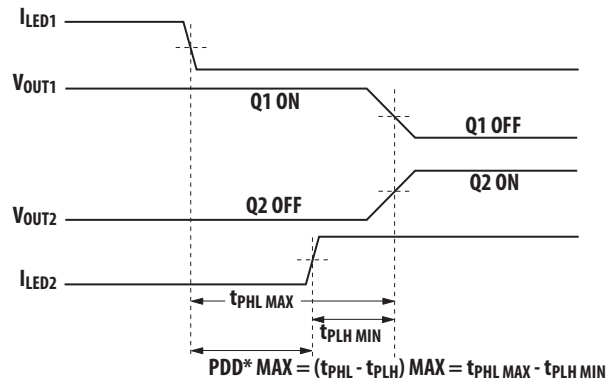 ILED1
VOUT1
Q1 ON
Q1 OFF
Q2 ON
Q2 OFF
VOUT2
ILED2
tPHL MAX
tPLH MIN
PDD* MAX = (tPHL - tPLH) MAX = tPHL MAX - tPLH MIN